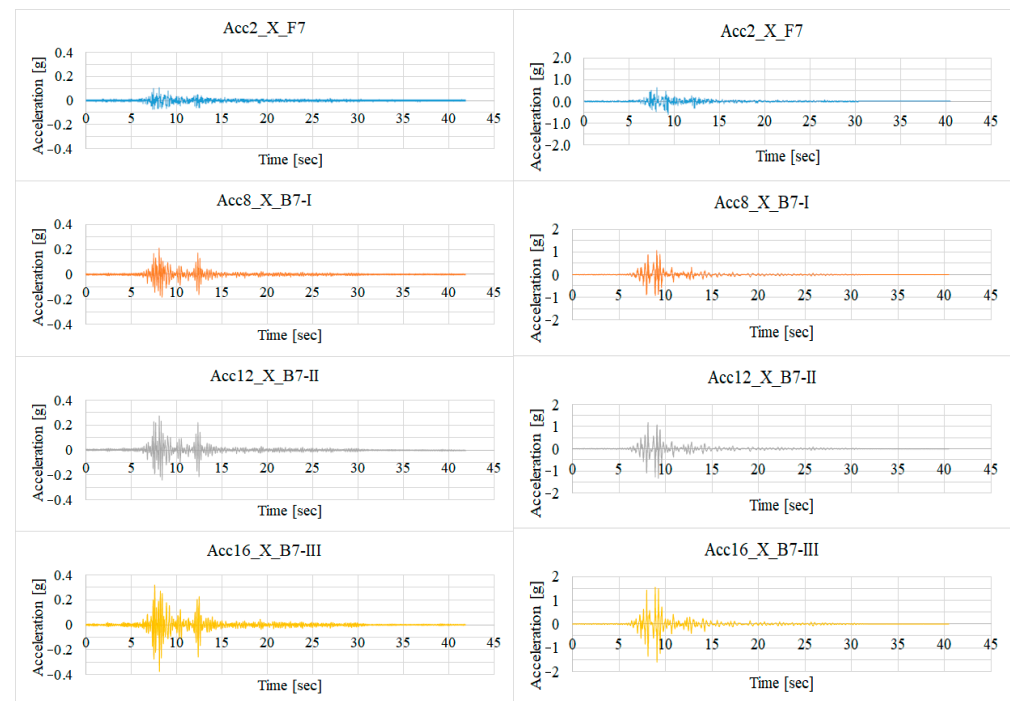 Acc2_X_F7
0.4
0.2
0
−0.2
−0.4
0 5 10 15 20 25 30 35 40 45
Acceleration [g]
Time [sec]
Acc2_X_F7
2.0
1.0
0.0
−1.0
−2.0
0 5 10 15 20 25 30 35 40 45
Acceleration [g]
Time [sec]
Acc8_X_B7-I
0.4
0.2
0
−0.2
−0.4
0 5 10 15 20 25 30 35 40 45
Acceleration [g]
Time [sec]
Acc8_X_B7-I
2
1
0
−1
−2
0 5 10 15 20 25 30 35 40 45
Acceleration [g]
Time [sec]
Acc12_X_B7-II
0.4
0.2
0
−0.2
−0.4
0 5 10 15 20 25 30 35 40 45
Acceleration [g]
Time [sec]
Acc12_X_B7-II
2
1
0
−1
−2
0 5 10 15 20 25 30 35 40 45
Acceleration [g]
Time [sec]
Acc16_X_B7-III
0.4
0.2
0
−0.2
−0.4
0 5 10 15 20 25 30 35 40 45
Acceleration [g]
Time [sec]
Acc16_X_B7-III
2
1
0
−1
−2
0 5 10 15 20 25 30 35 40 45
Acceleration [g]
Time [sec]